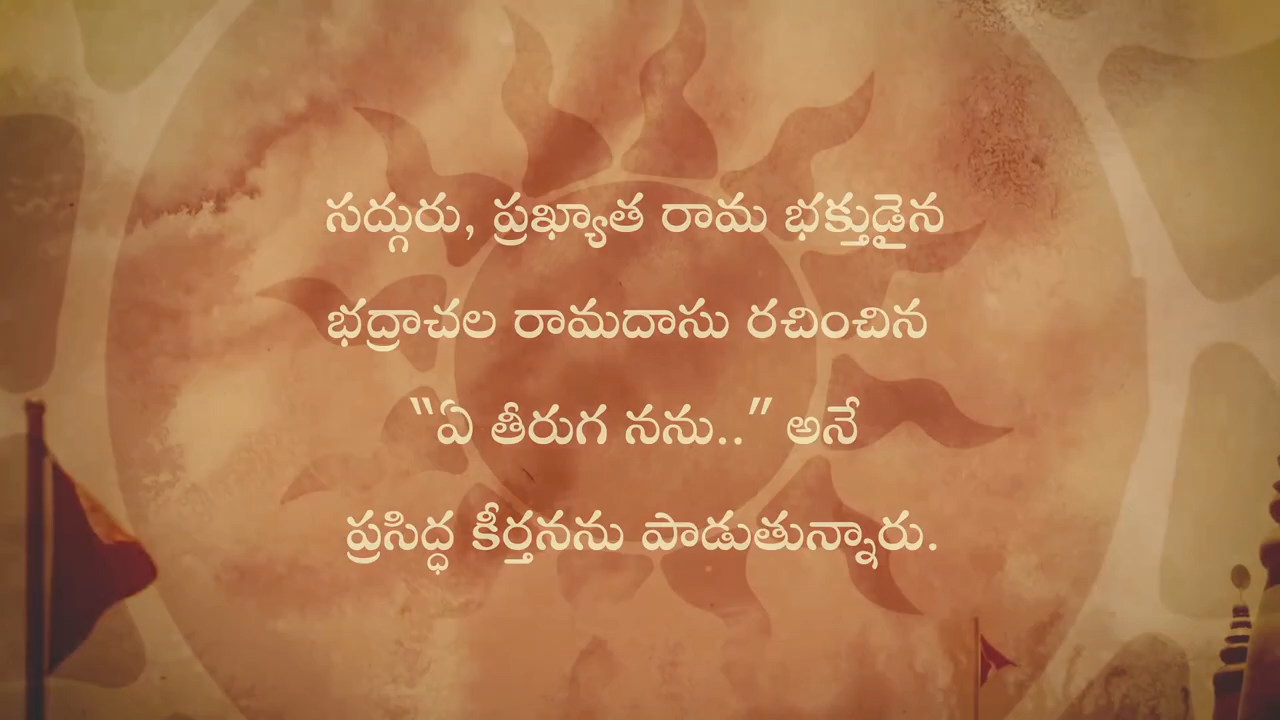 సద్గురు, ప్రఖ్యాత రామ భక్తుడైన
భద్రాచల రామదాసు రచించిన
“ఏ తీరుగ నను..” అనే
ప్రసిద్ధ కీర్తనను పాడుతున్నారు.